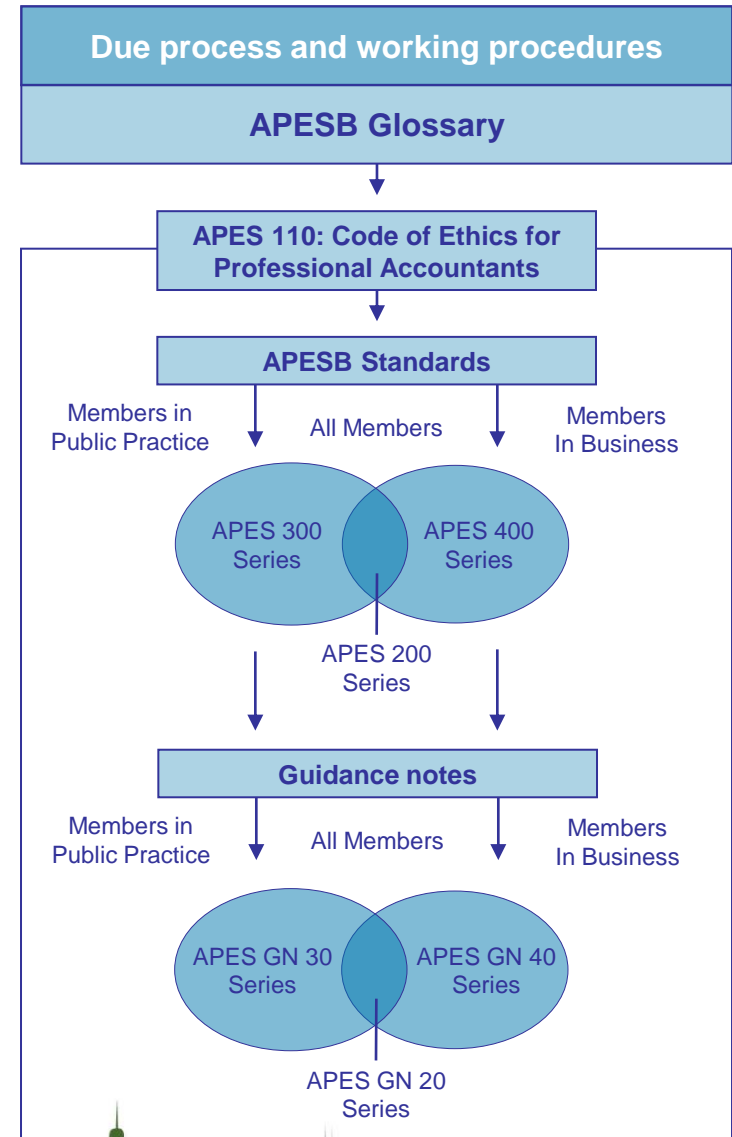 Due process and working procedures
APESB Glossary
APES 110: Code of Ethics for
Professional Accountants
APESB Standards
Members in
Public Practice
All Members
Members
In Business
APES 300
Series
APES 400
Series
APES 200
Series
Guidance notes
Members in
Public Practice
All Members
Members
In Business
APES GN 30
Series
APES GN 40
Series
APES GN 20
Series